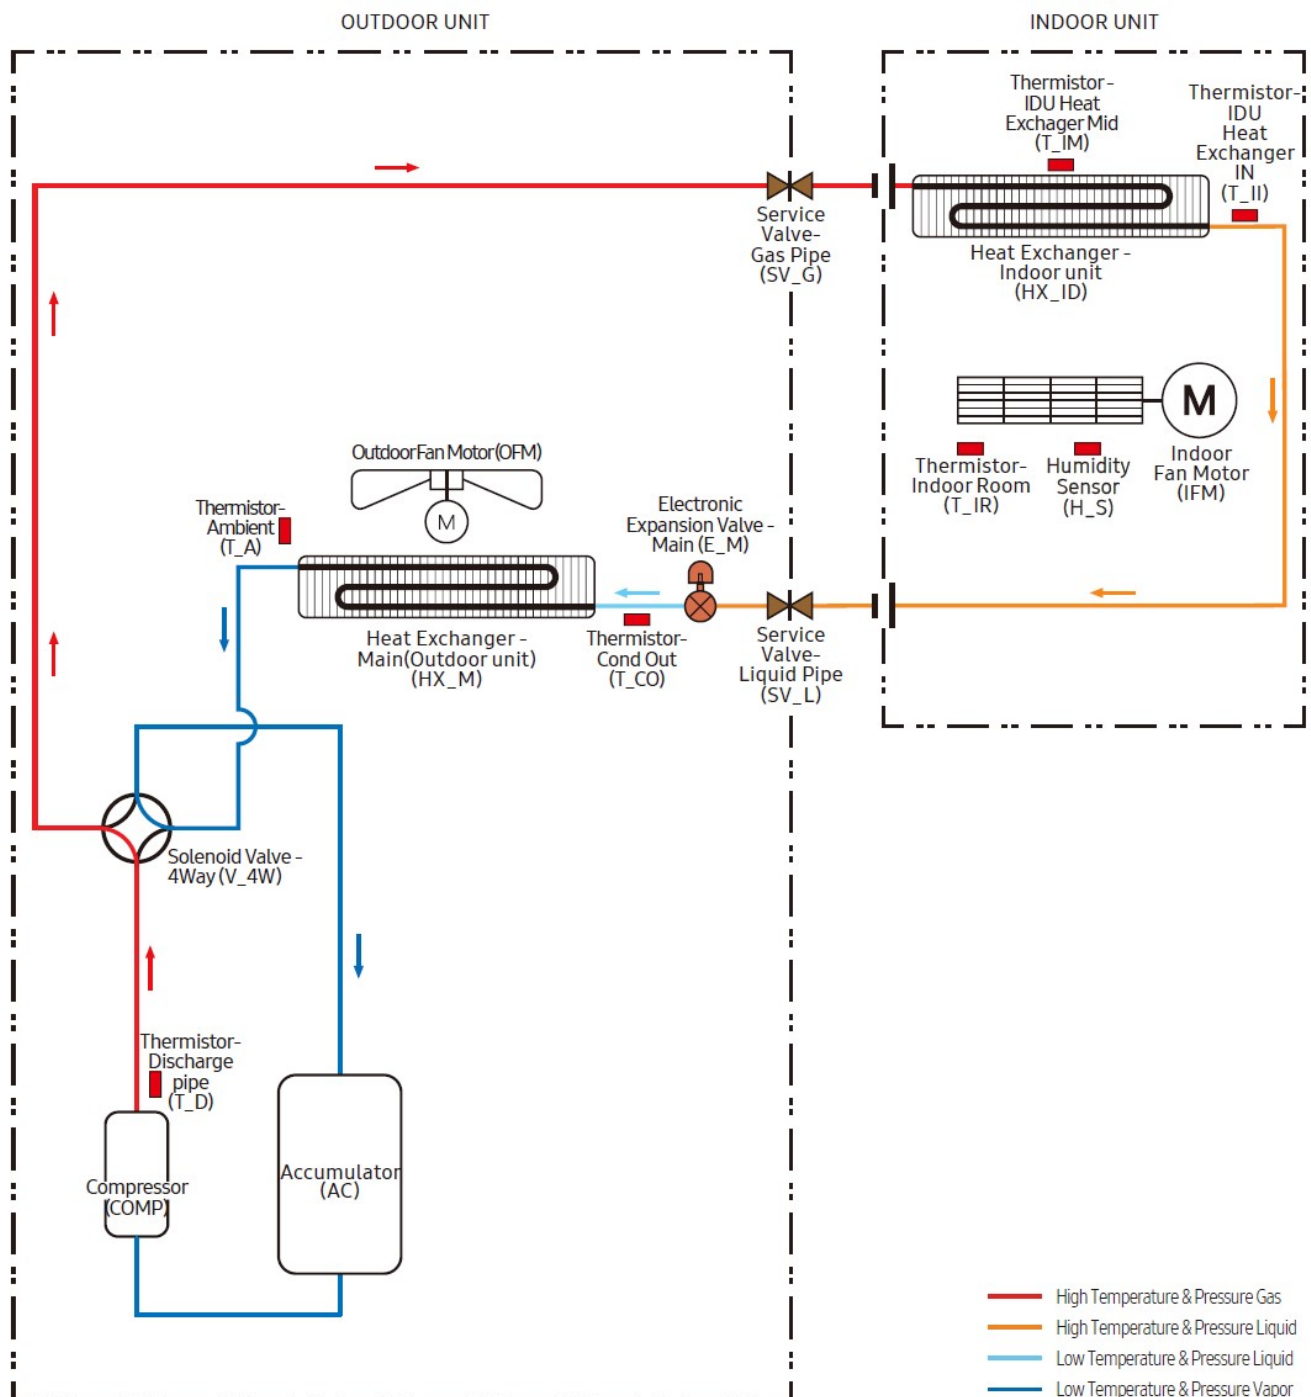 OUTDOOR UNIT
INDOOR UNIT
Thermistor-
IDU Heat
Exchager Mid
(T_IM)
Thermistor-
IDU
Heat
Exchanger
IN
(T_II)
Service
Valve-
Gas Pipe
(SV_G)
Heat Exchanger -
Indoor unit
(HX_ID)
M
Indoor
Fan Motor
(IFM)
Thermistor-
Indoor Room
(T_IR)
Humidity
Sensor
(H_S)
Outdoor Fan Motor(OFM)
M
Thermistor-
Ambient
(T_A)
Electronic
Expansion Valve -
Main (E_M)
Heat Exchanger -
Main(Outdoor unit)
(HX_M)
Thermistor-
Cond Out
(T_CO)
Service
Valve-
Liquid Pipe
(SV_L)
Solenoid Valve -
4Way (V_4W)
Thermistor-
Discharge
pipe
(T_D)
Compressor
(COMP)
Accumulator
(AC)
High Temperature & Pressure Gas
High Temperature & Pressure Liquid
Low Temperature & Pressure Liquid
Low Temperature & Pressure Vapor